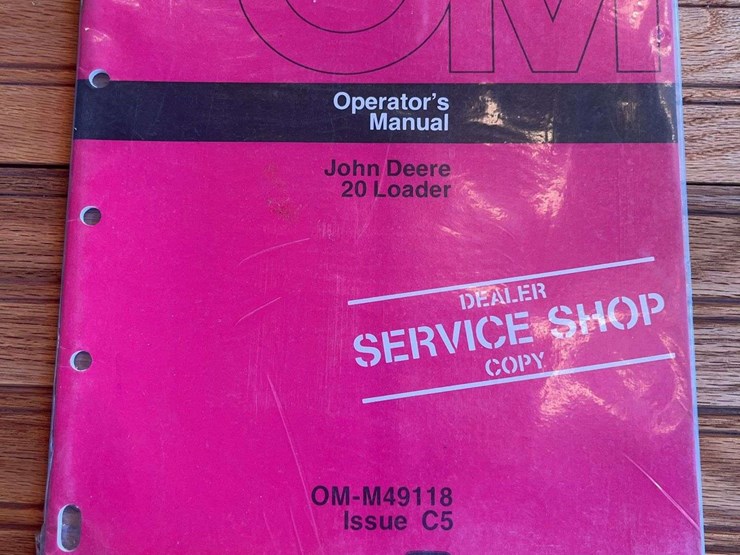 OM
Operator's
Manual
John Deere
20 Loader
DEALER
SERVICE SHOP
COPY
OM-M49118
Issue C5